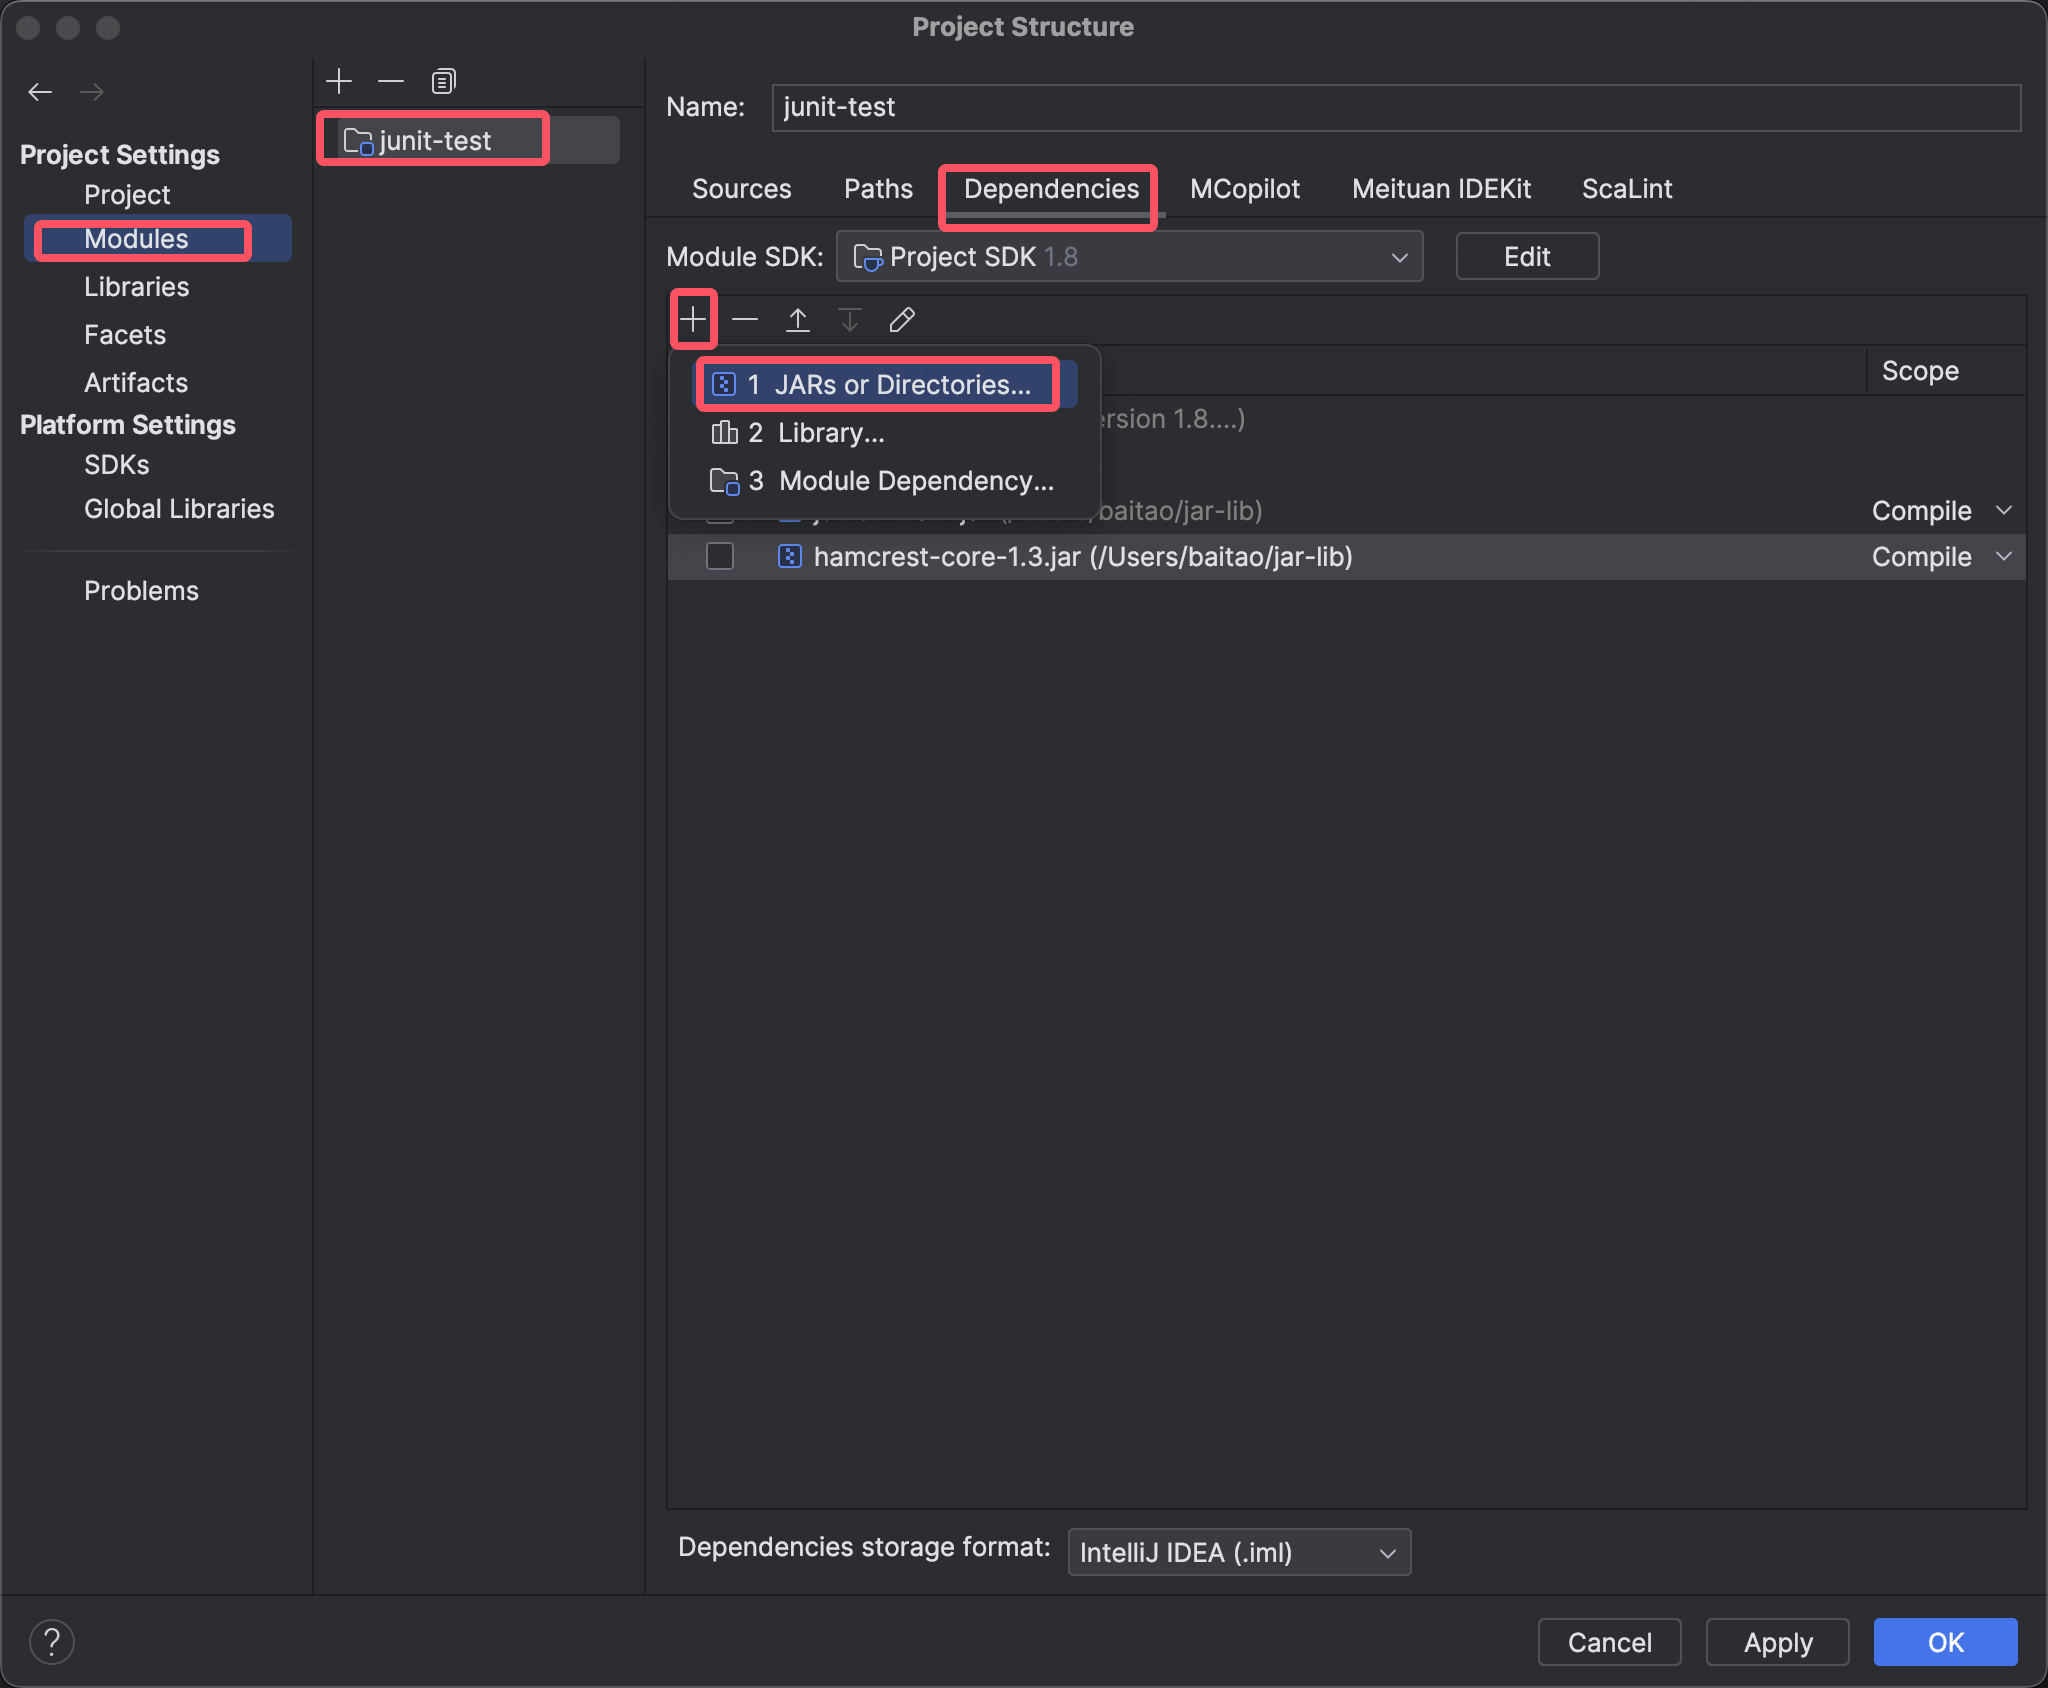 Project Structure
Project Settings
Project
Modules
Libraries
Facets
Artifacts
Platform Settings
SDKs
Global Libraries
Problems
junit-test
Name: junit-test
Sources Paths Dependencies MCopilot Meituan IDEKit ScaLint
Module SDK: Project SDK 1.8 Edit
Scope
1 JARs or Directories...
2 Library...
3 Module Dependency...
1.8....)
baitao/jar-lib) Compile
hamcrest-core-1.3.jar (/Users/baitao/jar-lib) Compile
Dependencies storage format: IntelliJ IDEA (.iml)
? Cancel Apply OK